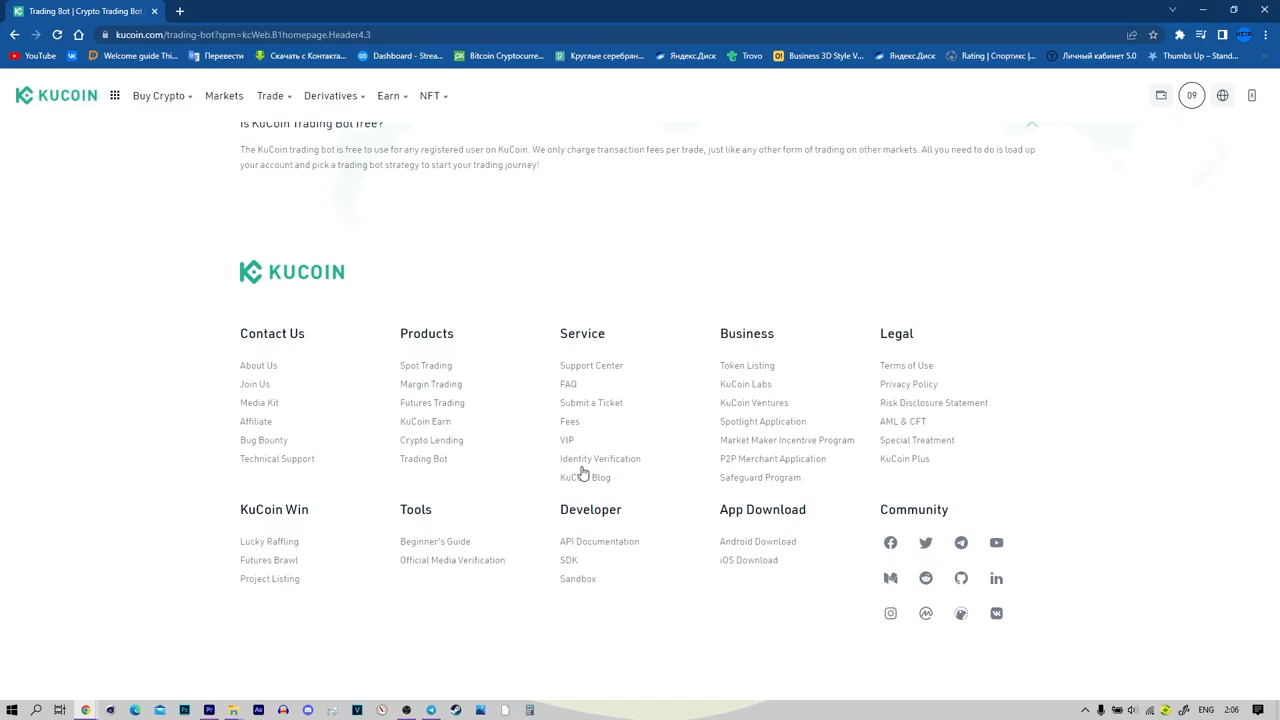 Trading Bot | Crypto Trading Bot
kucoin.com/trading-bot?spm=kcWeb.B1homepage.Header4.3
YouTube
Welcome guide Thi...
Перевести
Скачать с Контакта...
Dashboard - Strea...
Bitcoin Cryptocurre...
Круглые серебрян...
Яндекс.Диск
Trovo
Business 3D Style V...
Яндекс.Диск
Rating | Спортикс |...
Личный кабинет 5.0
Thumbs Up – Stand...
KUCOIN
Buy Crypto
Markets
Trade
Derivatives
Earn
NFT
09
Is KuCoin Trading Bot free?
The KuCoin trading bot is free to use for any registered user on KuCoin. We only charge transaction fees per trade, just like any other form of trading on other markets. All you need to do is load up
your account and pick a trading bot strategy to start your trading journey!
KUCOIN
Contact Us
About Us
Join Us
Media Kit
Affiliate
Bug Bounty
Technical Support
Products
Spot Trading
Margin Trading
Futures Trading
KuCoin Earn
Crypto Lending
Trading Bot
Service
Support Center
FAQ
Submit a Ticket
Fees
VIP
Identity Verification
Blog
Business
Token Listing
KuCoin Labs
KuCoin Ventures
Spotlight Application
Market Maker Incentive Program
P2P Merchant Application
Safeguard Program
Legal
Terms of Use
Privacy Policy
Risk Disclosure Statement
AML & CFT
Special Treatment
KuCoin Plus
KuCoin Win
Lucky Raffling
Futures Brawl
Project Listing
Tools
Beginner's Guide
Official Media Verification
Developer
API Documentation
SDK
Sandbox
App Download
Android Download
iOS Download
Community
ENG
2:06